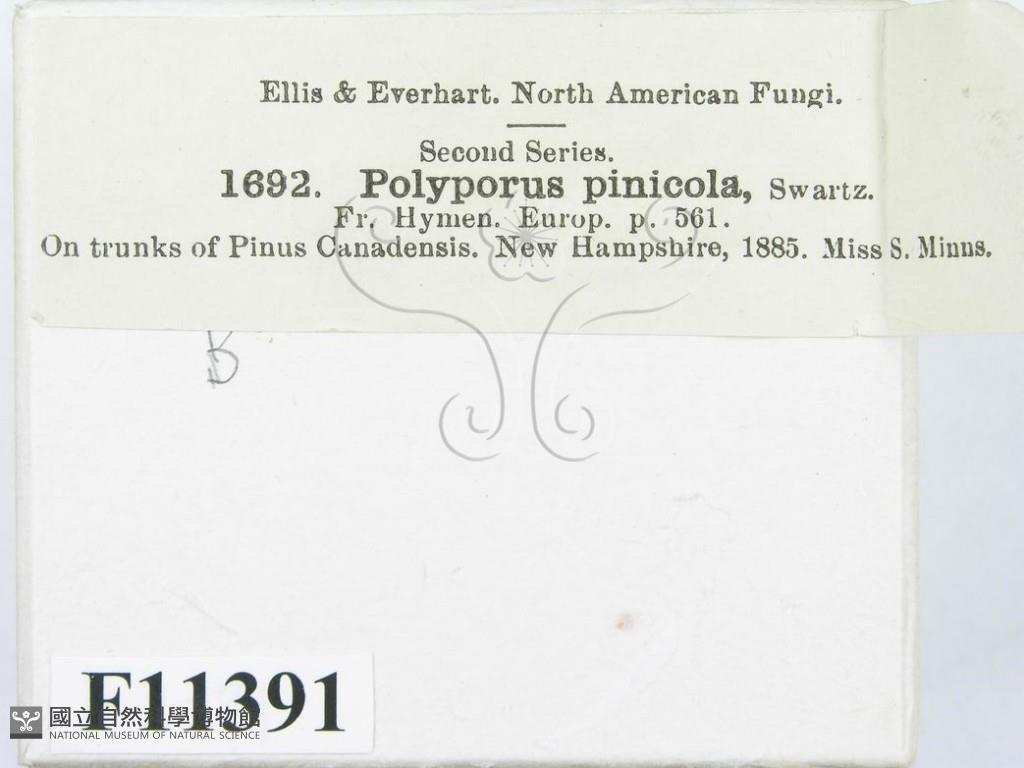 Ellis & Everhart. North American Fungi.
Second Series.
1692. Polyporus pinicola, Swartz.
Fr. Hymen. Europ. p. 561.
On trunks of Pinus Canadensis. New Hampshire, 1885. Miss S. Minns.
F11391
國立自然科學博物館
NATIONAL MUSEUM OF NATURAL SCIENCE